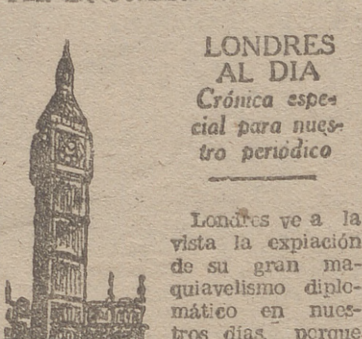 LONDRES
AL DIA
Crónica espe-
cial para nues-
tro periódico
Londres ve a la
vista la expiación
de su gran ma-
quiavelismo diplo-
mático en nues-
tros días, porque